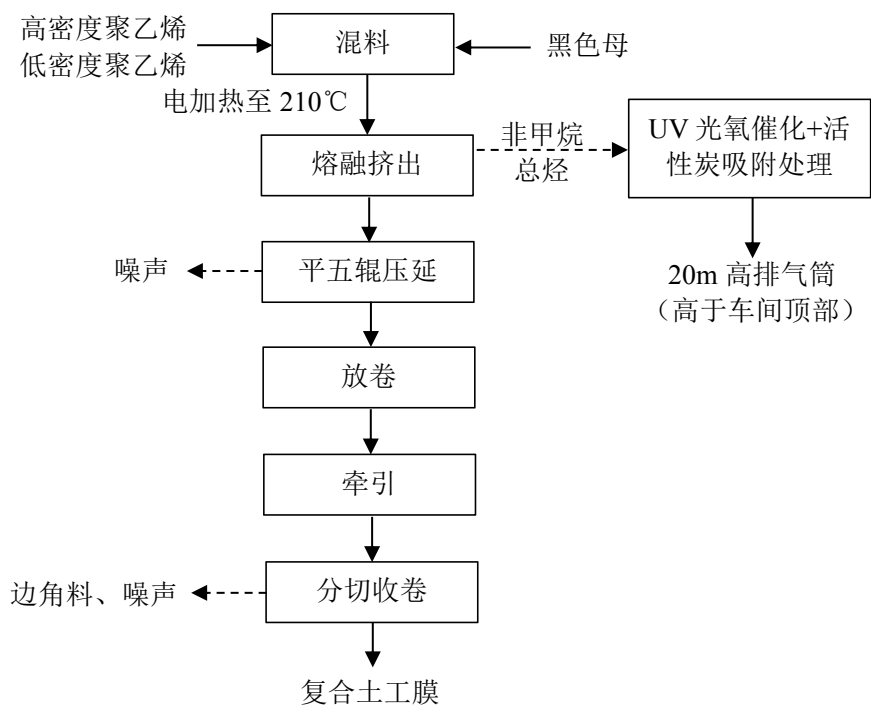 高密度聚乙烯
低密度聚乙烯
混料
黑色母
电加热至 210℃
熔融挤出
非甲烷
总烃
UV 光氧催化+活
性炭吸附处理
噪声
平五辊压延
20m 高排气筒
（高于车间顶部）
放卷
牵引
边角料、噪声
分切收卷
复合土工膜